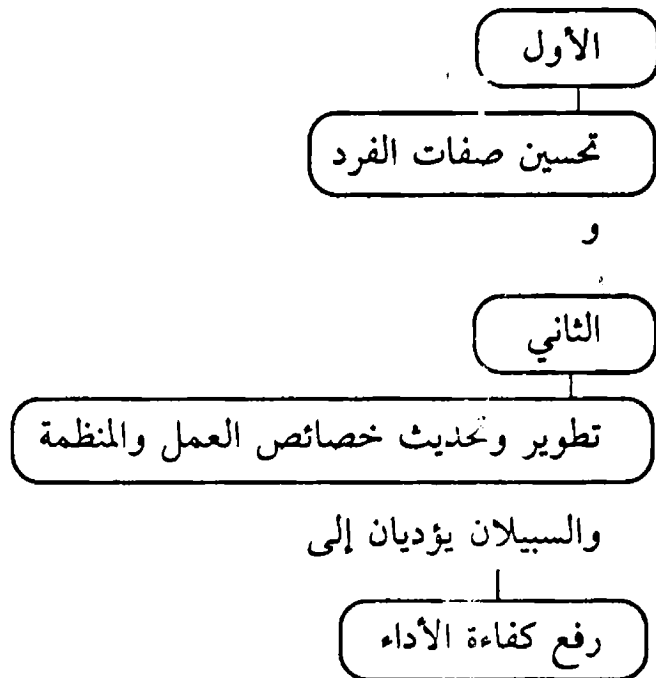 الأول
تحسين صفات الفرد
و
الثاني
تطوير وتحديث خصائص العمل والمنظمة
والسبيلان يؤديان إلى
رفع كفاءة الأداء